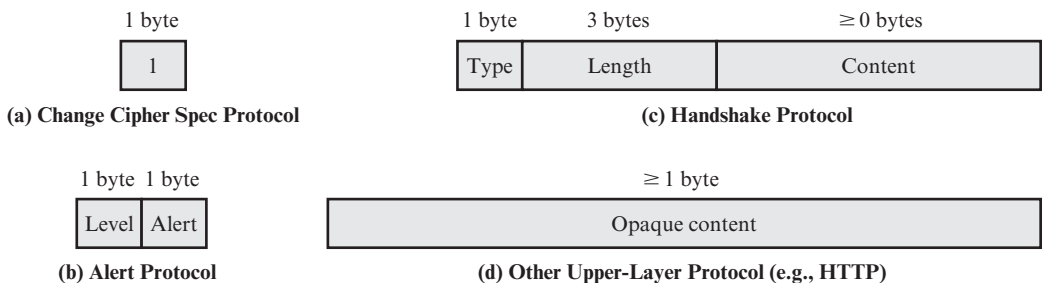 1 byte
1
(a) Change Cipher Spec Protocol
1 byte 3 bytes ≥ 0 bytes
Type Length Content
(c) Handshake Protocol
1 byte 1 byte
Level Alert
(b) Alert Protocol
≥ 1 byte
Opaque content
(d) Other Upper-Layer Protocol (e.g., HTTP)